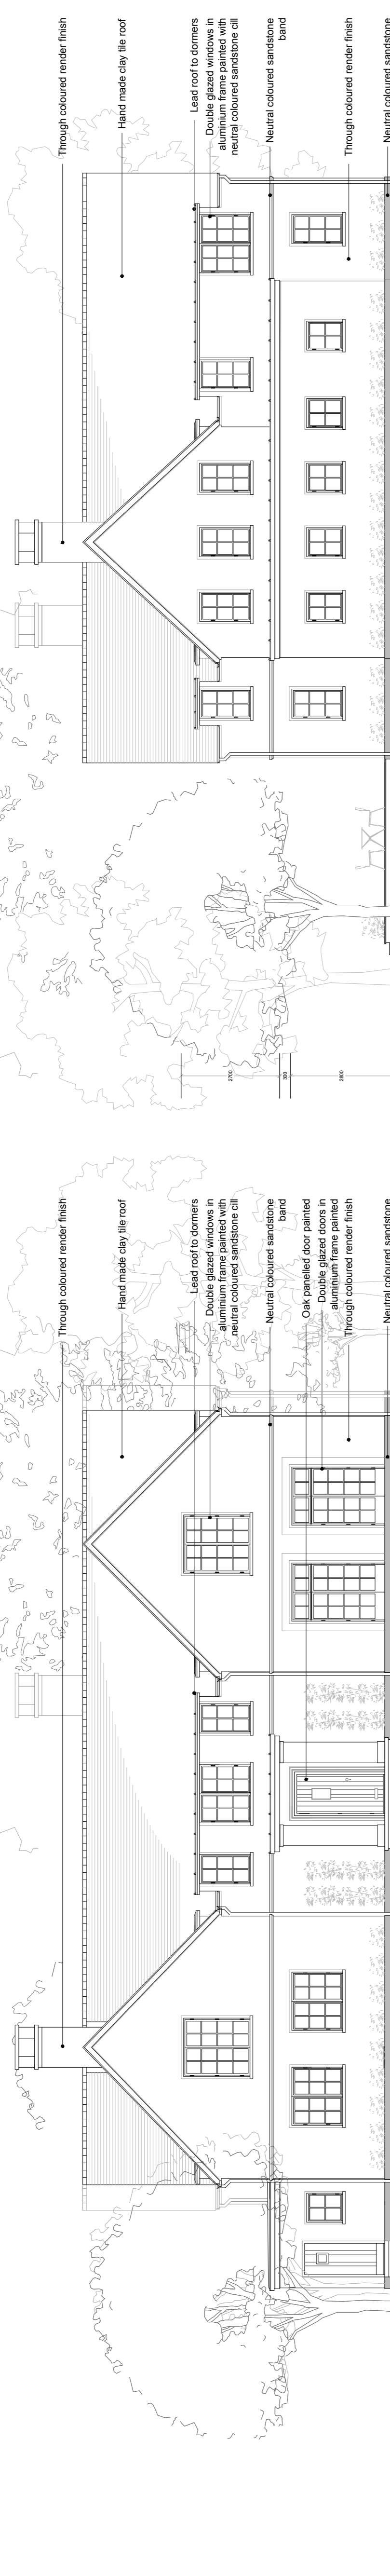 Through coloured render finish
Hand made clay tile roof
Lead roof to dormers
Double glazed windows in
aluminium frame painted with
neutral coloured sandstone cill
Neutral coloured sandstone
band
Through coloured render finish
Neutral coloured sandstone
2700
300
2800
Through coloured render finish
Hand made clay tile roof
Lead roof to dormers
Double glazed windows in
aluminium frame painted with
neutral coloured sandstone cill
Neutral coloured sandstone
band
Oak panelled door painted
Double glazed doors in
aluminium frame painted
Through coloured render finish
Neutral coloured sandstone